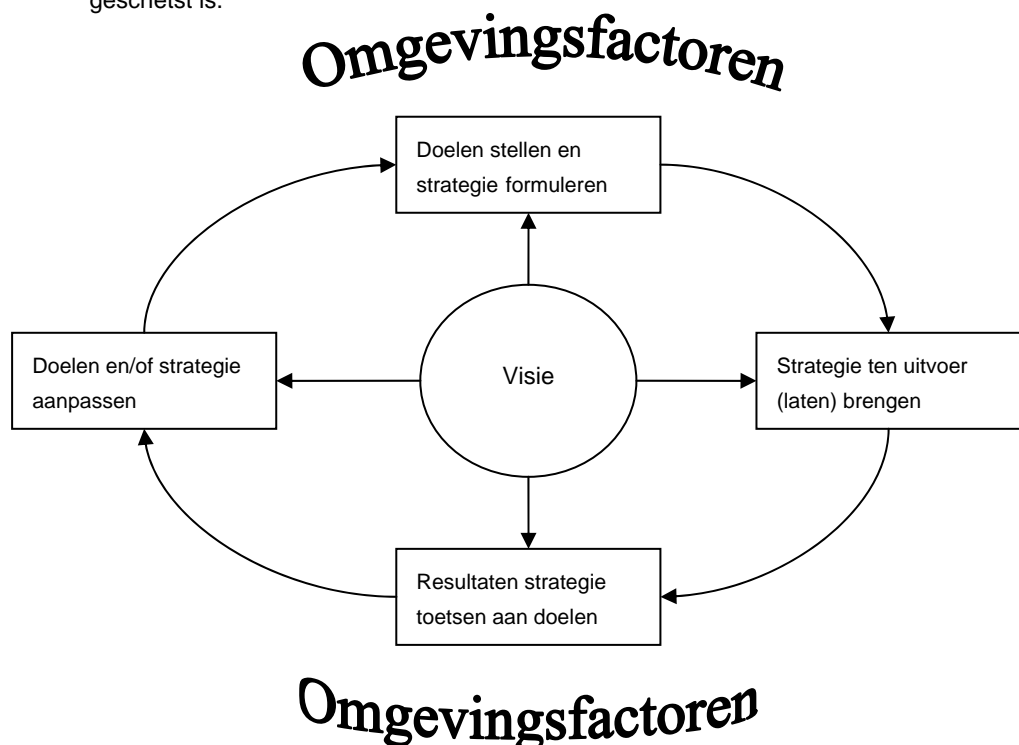 geschetst is.
Omgevingsfactoren
Doelen stellen en
strategie formuleren
Doelen en/of strategie
aanpassen
Visie
Strategie ten uitvoer
(laten) brengen
Resultaten strategie
toetsen aan doelen
Omgevingsfactoren